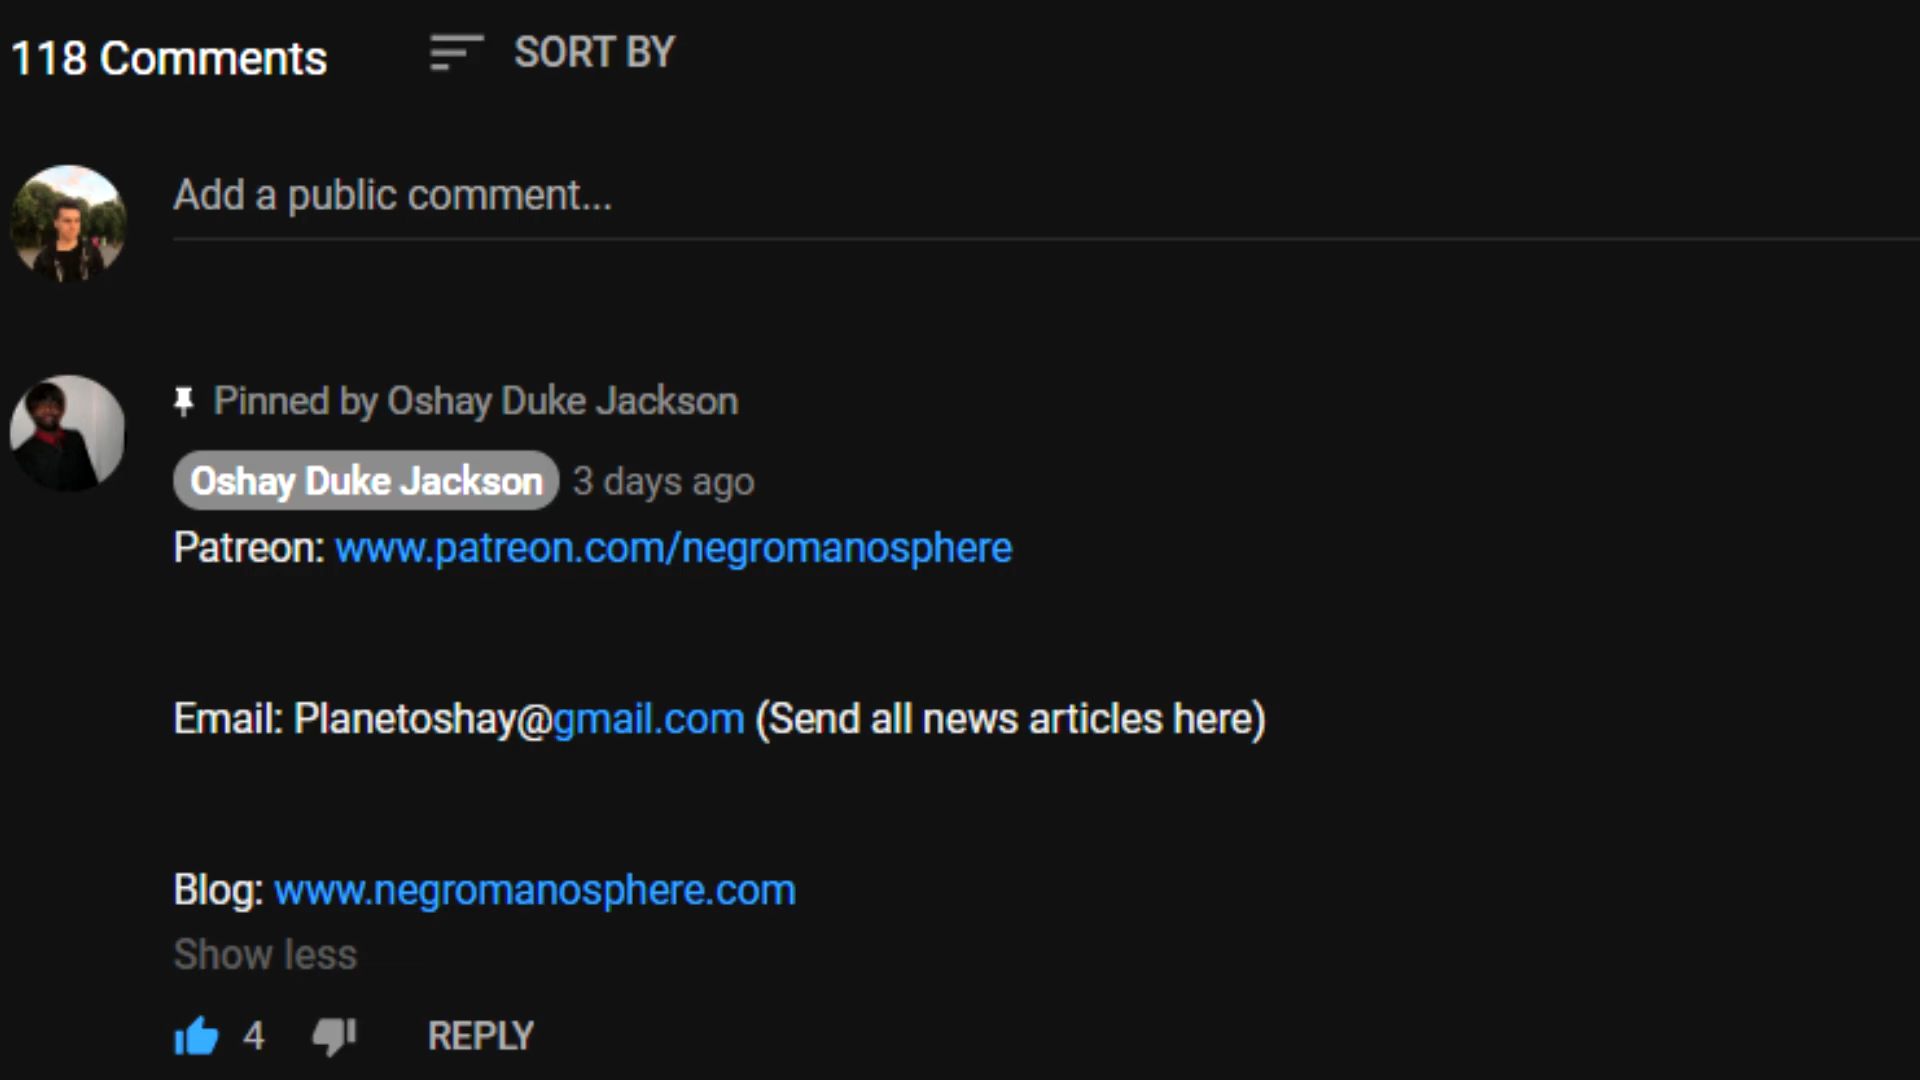 118 Comments
SORT BY
Add a public comment...
Pinned by Oshay Duke Jackson
Oshay Duke Jackson 3 days ago
Patreon: www.patreon.com/negromanosphere
Email: Planetoshay@gmail.com (Send all news articles here)
Blog: www.negromanosphere.com
Show less
4
REPLY